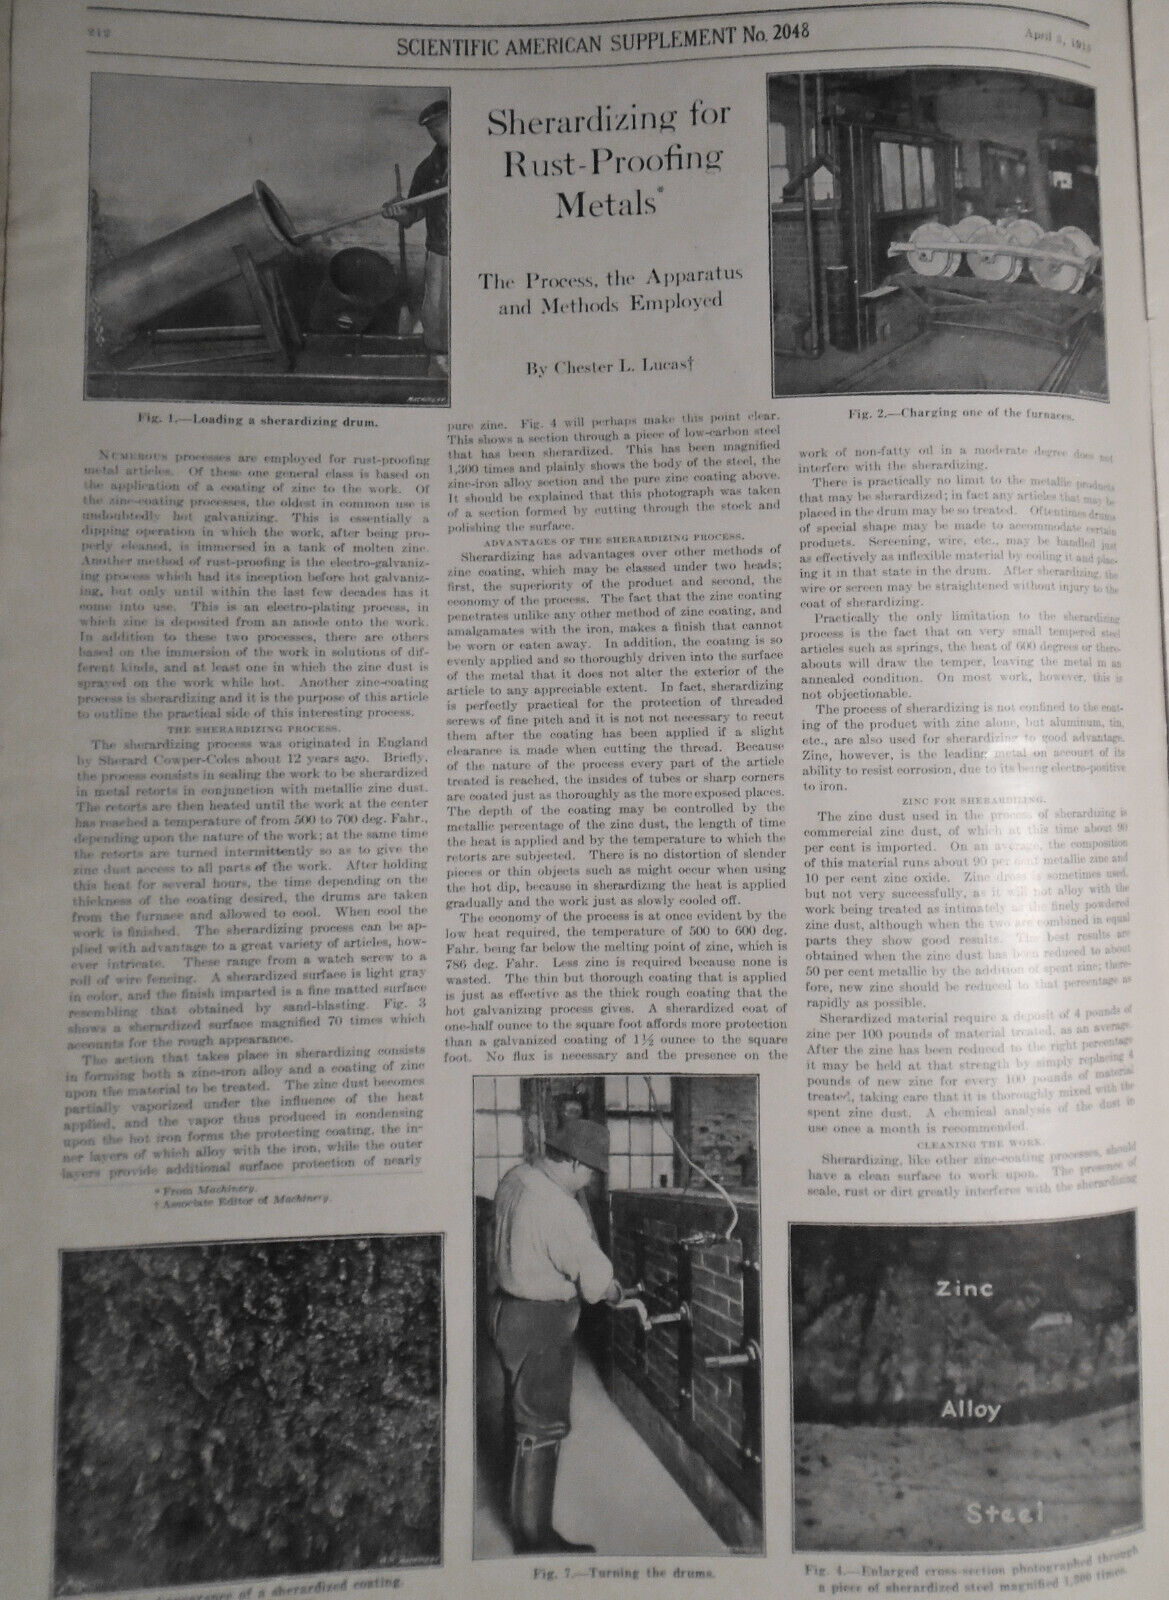 212
SCIENTIFIC AMERICAN SUPPLEMENT No. 2048
April 3, 1915
Sherardizing for
Rust-Proofing
Metals*
The Process, the Apparatus
and Methods Employed
By Chester L. Lucas†
Fig. 1.—Loading a sherardizing drum.
Fig. 2.—Charging one of the furnaces.
NUMEROUS processes are employed for rust-proofing
metal articles. Of these one general class is based on
the application of a coating of zinc to the work. Of
the zinc-coating processes, the oldest in common use is
undoubtedly hot galvanizing. This is essentially a
dipping operation in which the work, after being pro-
perly cleaned, is immersed in a tank of molten zinc.
Another method of rust-proofing is the electro-galvaniz-
ing process which had its inception before hot galvaniz-
ing, but only until within the last few decades has it
come into use. This is an electro-plating process, in
which zinc is deposited from an anode onto the work.
In addition to these two processes, there are others
based on the immersion of the work in solutions of dif-
ferent kinds, and at least one in which the zinc dust is
sprayed on the work while hot. Another zinc-coating
process is sherardizing and it is the purpose of this article
to outline the practical side of this interesting process.
THE SHERARDIZING PROCESS.
The sherardizing process was originated in England
by Sherard Cowper-Coles about 12 years ago. Briefly,
the process consists in sealing the work to be sherardized
in metal retorts in conjunction with metallic zinc dust.
The retorts are then heated until the work at the center
has reached a temperature of from 500 to 700 deg. Fahr.,
depending upon the nature of the work; at the same time
the retorts are turned intermittently so as to give the
zinc dust access to all parts of the work. After holding
this heat for several hours, the time depending on the
thickness of the coating desired, the drums are taken
from the furnace and allowed to cool. When cool the
work is finished. The sherardizing process can be ap-
plied with advantage to a great variety of articles, how-
ever intricate. These range from a watch screw to a
roll of wire fencing. A sherardized surface is light gray
in color, and the finish imparted is a fine matted surface
resembling that obtained by sand-blasting. Fig. 3
shows a sherardized surface magnified 70 times which
accounts for the rough appearance.
The action that takes place in sherardizing consists
in forming both a zinc-iron alloy and a coating of zinc
upon the material to be treated. The zinc dust becomes
partially vaporized under the influence of the heat
applied, and the vapor thus produced in condensing
upon the hot iron forms the protecting coating, the in-
ner layers of which alloy with the iron, while the outer
layers provide additional surface protection of nearly
* From Machinery.
† Associate Editor of Machinery.
pure zinc. Fig. 4 will perhaps make this point clear.
This shows a section through a piece of low-carbon steel
that has been sherardized. This has been magnified
1,300 times and plainly shows the body of the steel, the
zinc-iron alloy section and the pure zinc coating above.
It should be explained that this photograph was taken
of a section formed by cutting through the stock and
polishing the surface.
ADVANTAGES OF THE SHERARDIZING PROCESS.
Sherardizing has advantages over other methods of
zinc coating, which may be classed under two heads;
first, the superiority of the product and second, the
economy of the process. The fact that the zinc coating
penetrates unlike any other method of zinc coating, and
amalgamates with the iron, makes a finish that cannot
be worn or eaten away. In addition, the coating is so
evenly applied and so thoroughly driven into the surface
of the metal that it does not alter the exterior of the
article to any appreciable extent. In fact, sherardizing
is perfectly practical for the protection of threaded
screws of fine pitch and it is not not necessary to recut
them after the coating has been applied if a slight
clearance is made when cutting the thread. Because
of the nature of the process every part of the article
treated is reached, the insides of tubes or sharp corners
are coated just as thoroughly as the more exposed places.
The depth of the coating may be controlled by the
metallic percentage of the zinc dust, the length of time
the heat is applied and by the temperature to which the
retorts are subjected. There is no distortion of slender
pieces or thin objects such as might occur when using
the hot dip, because in sherardizing the heat is applied
gradually and the work just as slowly cooled off.
The economy of the process is at once evident by the
low heat required, the temperature of 500 to 600 deg.
Fahr. being far below the melting point of zinc, which is
786 deg. Fahr. Less zinc is required because none is
wasted. The thin but thorough coating that is applied
is just as effective as the thick rough coating that the
hot galvanizing process gives. A sherardized coat of
one-half ounce to the square foot affords more protection
than a galvanized coating of 1½ ounce to the square
foot. No flux is necessary and the presence on the
work of non-fatty oil in a moderate degree does not
interfere with the sherardizing.
There is practically no limit to the metallic products
that may be sherardized; in fact any articles that may be
placed in the drum may be so treated. Oftentimes drums
of special shape may be made to accommodate certain
products. Screening, wire, etc., may be handled just
as effectively as inflexible material by coiling it and plac-
ing it in that state in the drum. After sherardizing, the
wire or screen may be straightened without injury to the
coat of sherardizing.
Practically the only limitation to the sherardizing
process is the fact that on very small tempered steel
articles such as springs, the heat of 600 degrees or there-
abouts will draw the temper, leaving the metal in as
annealed condition. On most work, however, this is
not objectionable.
The process of sherardizing is not confined to the coat-
ing of the product with zinc alone, but aluminum, tin,
etc., are also used for sherardizing to good advantage.
Zinc, however, is the leading metal on account of its
ability to resist corrosion, due to its being electro-positive
to iron.
ZINC FOR SHERARDIZING.
The zinc dust used in the process of sherardizing is
commercial zinc dust, of which at this time about 90
per cent is imported. On an average, the composition
of this material runs about 90 per cent metallic zinc and
10 per cent zinc oxide. Zinc dross is sometimes used,
but not very successfully, as it will not alloy with the
work being treated as intimately as the finely powdered
zinc dust, although when the two are combined in equal
parts they show good results. The best results are
obtained when the zinc dust has been reduced to about
50 per cent metallic by the addition of spent zinc; there-
fore, new zinc should be reduced to that percentage as
rapidly as possible.
Sherardized material require a deposit of 4 pounds of
zinc per 100 pounds of material treated, as an average.
After the zinc has been reduced to the right percentage
it may be held at that strength by simply replacing 4
pounds of new zinc for every 100 pounds of material
treated, taking care that it is thoroughly mixed with the
spent zinc dust. A chemical analysis of the dust in
use once a month is recommended.
CLEANING THE WORK.
Sherardizing, like other zinc-coating processes, should
have a clean surface to work upon. The presence of
scale, rust or dirt greatly interferes with the sherardizing
Zinc
Alloy
Steel
of a sherardized coating.
Fig. 7.—Turning the drums.
Fig. 4.—Enlarged cross-section photographed through
a piece of sherardized steel magnified 1,300 times.